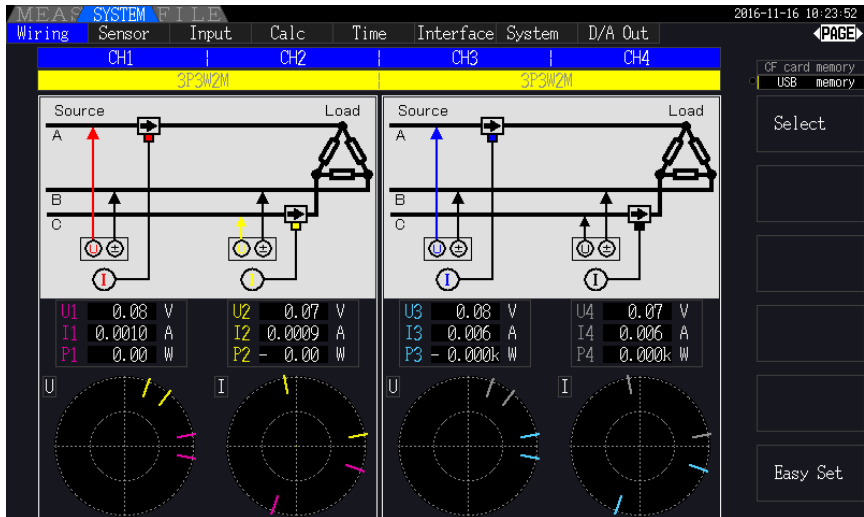 MEAS SYSTEM FILE 2016-11-16 10:23:52
Wiring Sensor Input Calc Time Interface System D/A Out PAGE
CH1 CH2 CH3 CH4
3P3W2M 3P3W2M
CF card memory
USB memory
Source Load Source Load
A A
B B
C C
U ± U ± U ± U ±
I I I I
U1 0.08 V U2 0.07 V U3 0.08 V U4 0.07 V
I1 0.0010 A I2 0.0009 A I3 0.006 A I4 0.006 A
P1 0.00 W P2 - 0.00 W P3 - 0.000k W P4 0.000k W
U I U I
Select
Easy Set